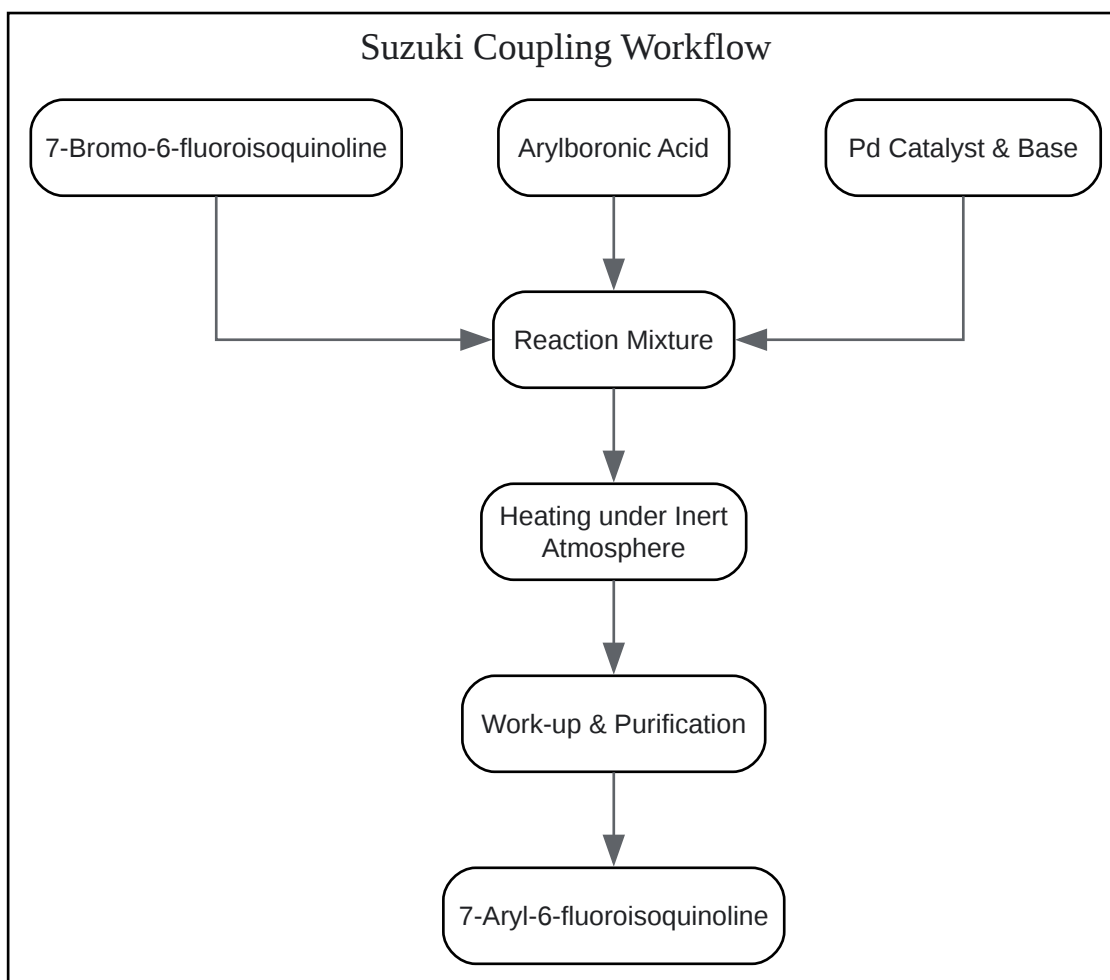 Suzuki Coupling Workflow
7-Bromo-6-fluoroisoquinoline
Arylboronic Acid
Pd Catalyst & Base
Reaction Mixture
Heating under Inert
Atmosphere
Work-up & Purification
7-Aryl-6-fluoroisoquinoline